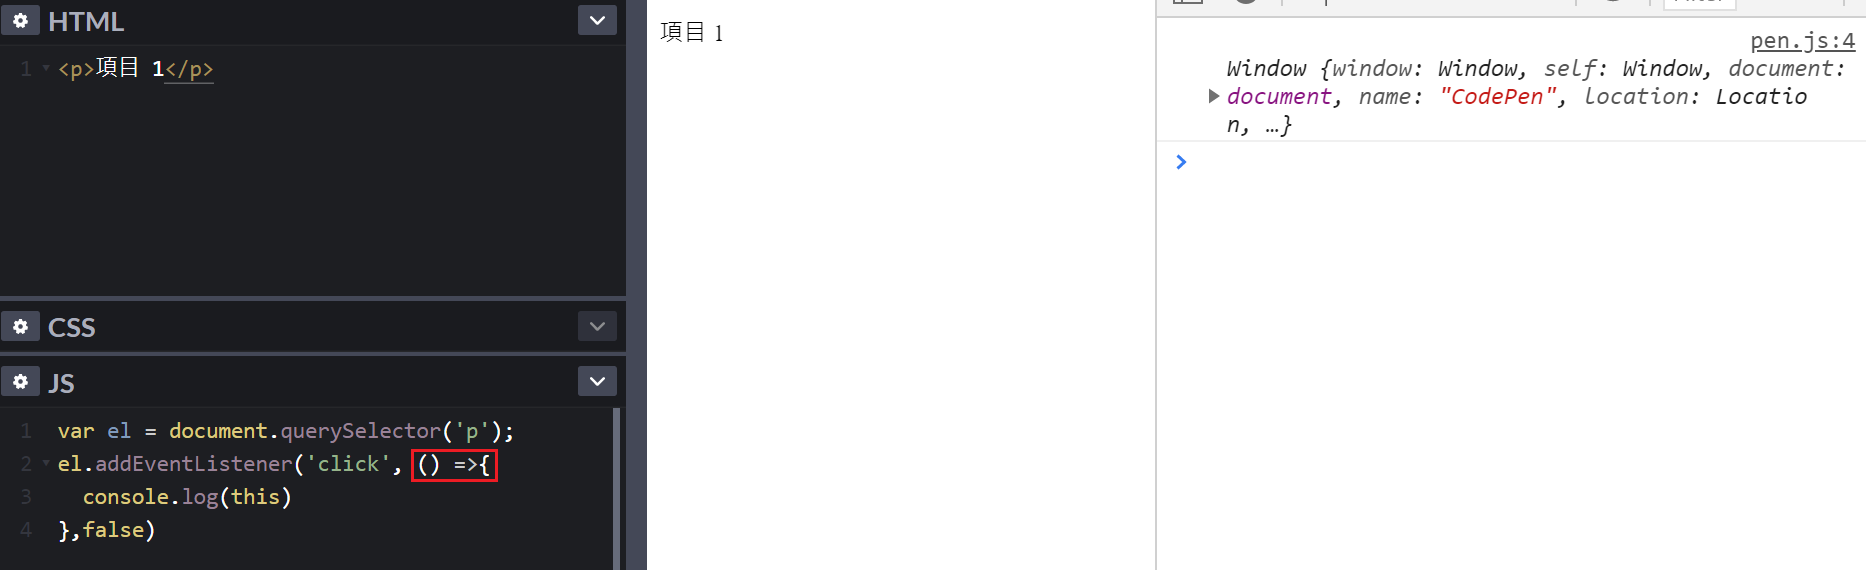 HTML
1 <p>項目 1</p>
CSS
JS
1 var el = document.querySelector('p');
2 el.addEventListener('click', () =>{
3 console.log(this)
4 },false)
項目 1
pen.js:4
Window {window: Window, self: Window, document:
document, name: "CodePen", location: Locatio
n, …}